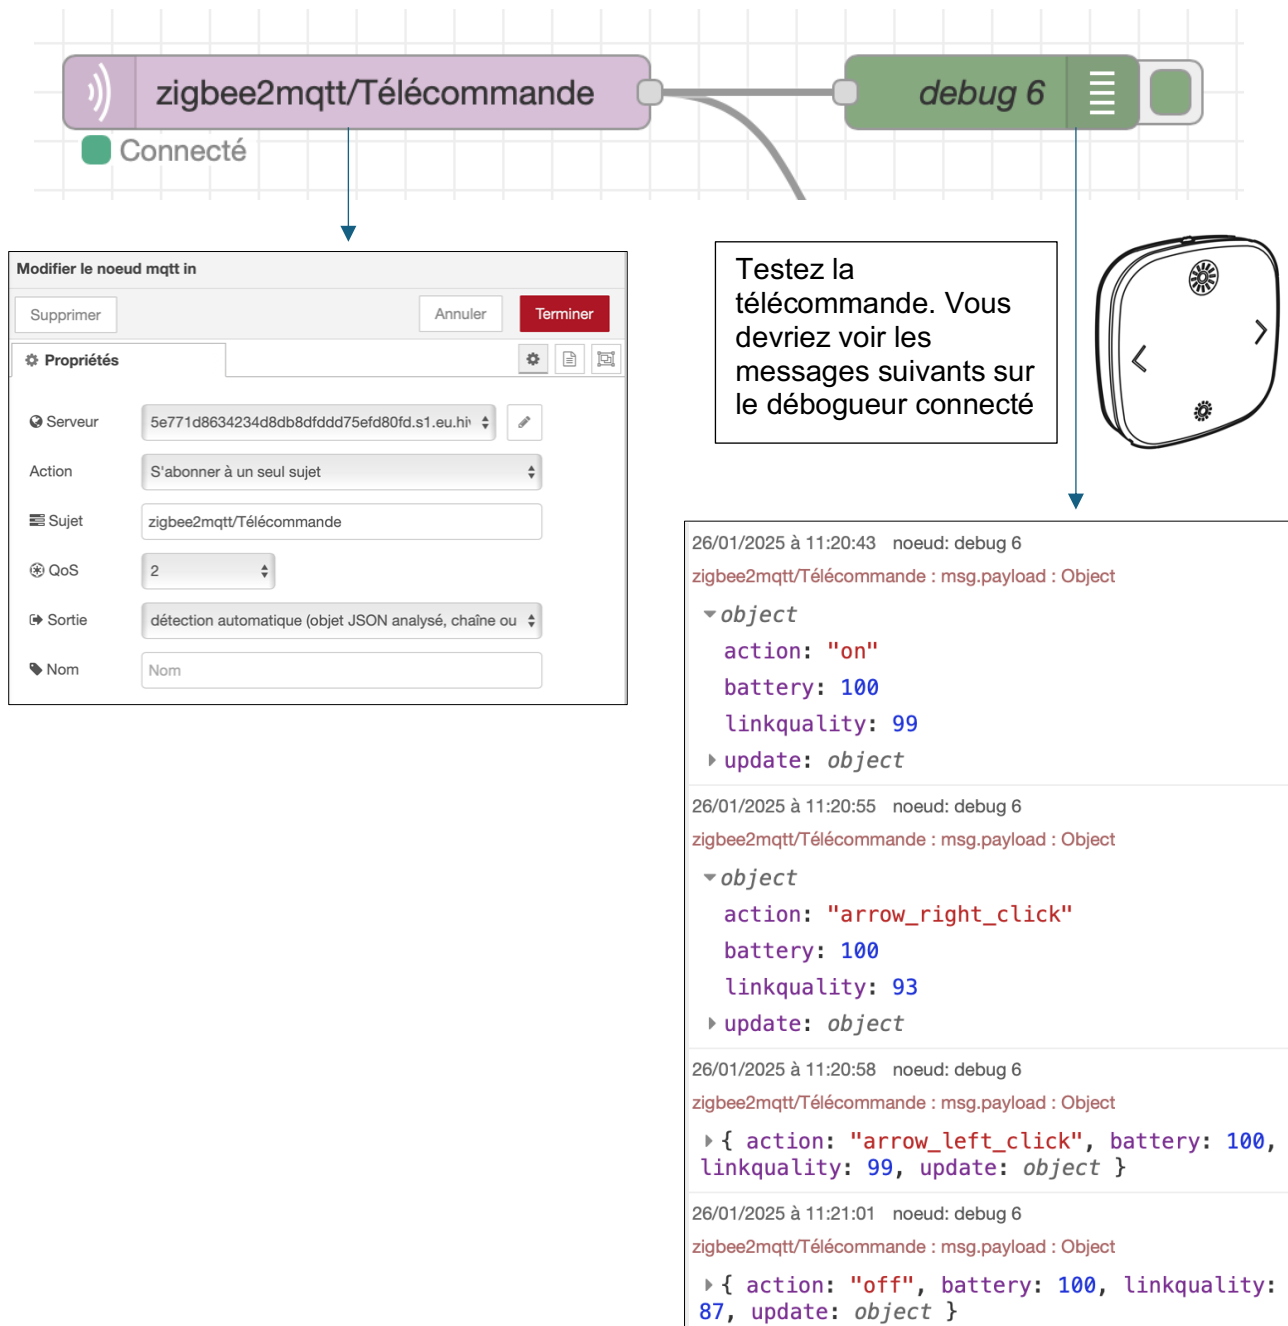 zigbee2mqtt/Télécommande
debug 6
Connecté
Modifier le noeud mqtt in
Supprimer
Annuler
Terminer
Propriétés
Serveur
5e771d8634234d8db8dfddd75efd80fd.s1.eu.hiv
Action
S'abonner à un seul sujet
Sujet
zigbee2mqtt/Télécommande
QoS
2
Sortie
détection automatique (objet JSON analysé, chaîne ou
Nom
Nom
Testez la
télécommande. Vous
devriez voir les
messages suivants sur
le débogueur connecté
26/01/2025 à 11:20:43 noeud: debug 6
zigbee2mqtt/Télécommande : msg.payload : Object
object
action: "on"
battery: 100
linkquality: 99
update: object
26/01/2025 à 11:20:55 noeud: debug 6
zigbee2mqtt/Télécommande : msg.payload : Object
object
action: "arrow_right_click"
battery: 100
linkquality: 93
update: object
26/01/2025 à 11:20:58 noeud: debug 6
zigbee2mqtt/Télécommande : msg.payload : Object
{ action: "arrow_left_click", battery: 100,
linkquality: 99, update: object }
26/01/2025 à 11:21:01 noeud: debug 6
zigbee2mqtt/Télécommande : msg.payload : Object
{ action: "off", battery: 100, linkquality:
87, update: object }